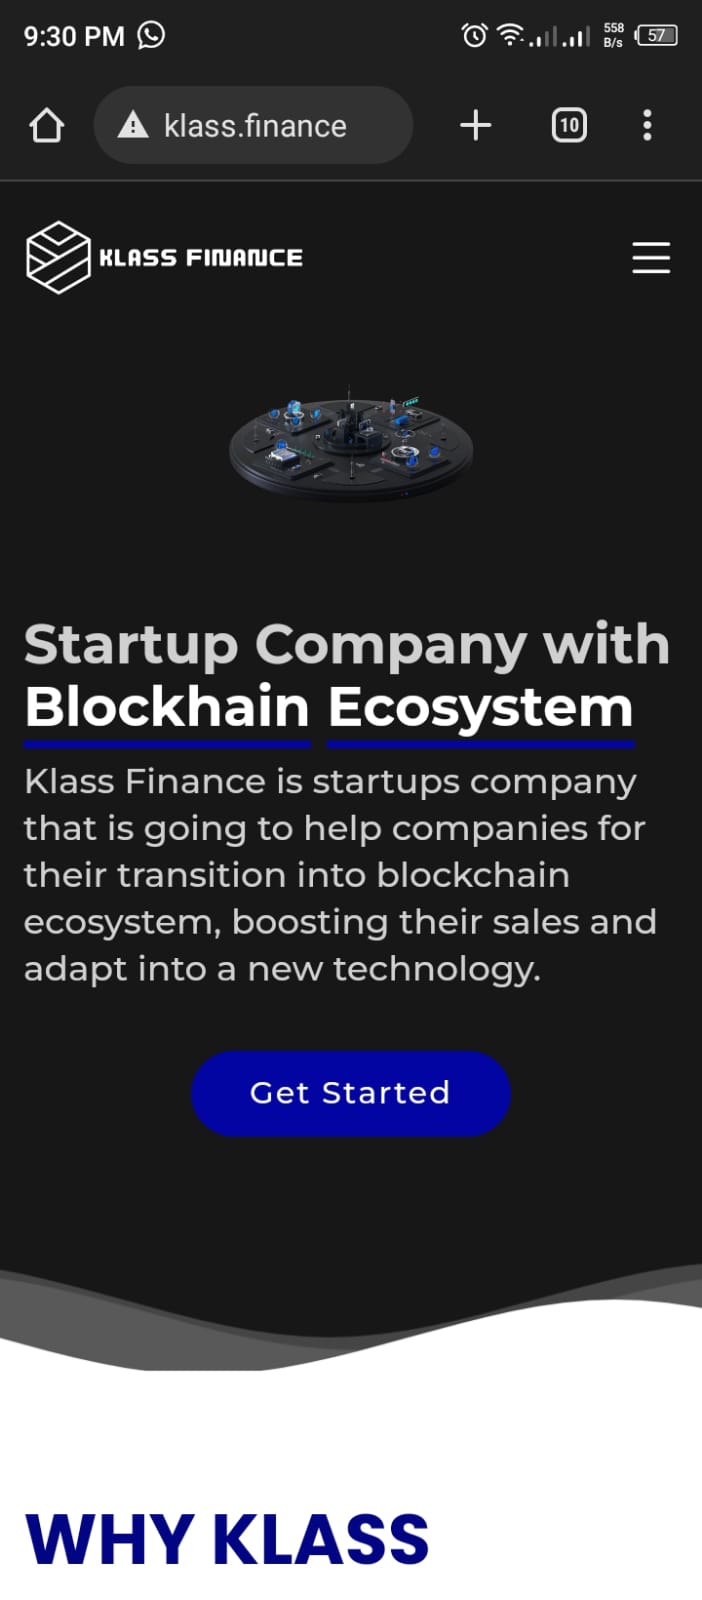 9:30 PM 558 B/s 57
klass.finance 10
KLASS FINANCE
Startup Company with
Blockhain Ecosystem
Klass Finance is startups company
that is going to help companies for
their transition into blockchain
ecosystem, boosting their sales and
adapt into a new technology.
Get Started
WHY KLASS